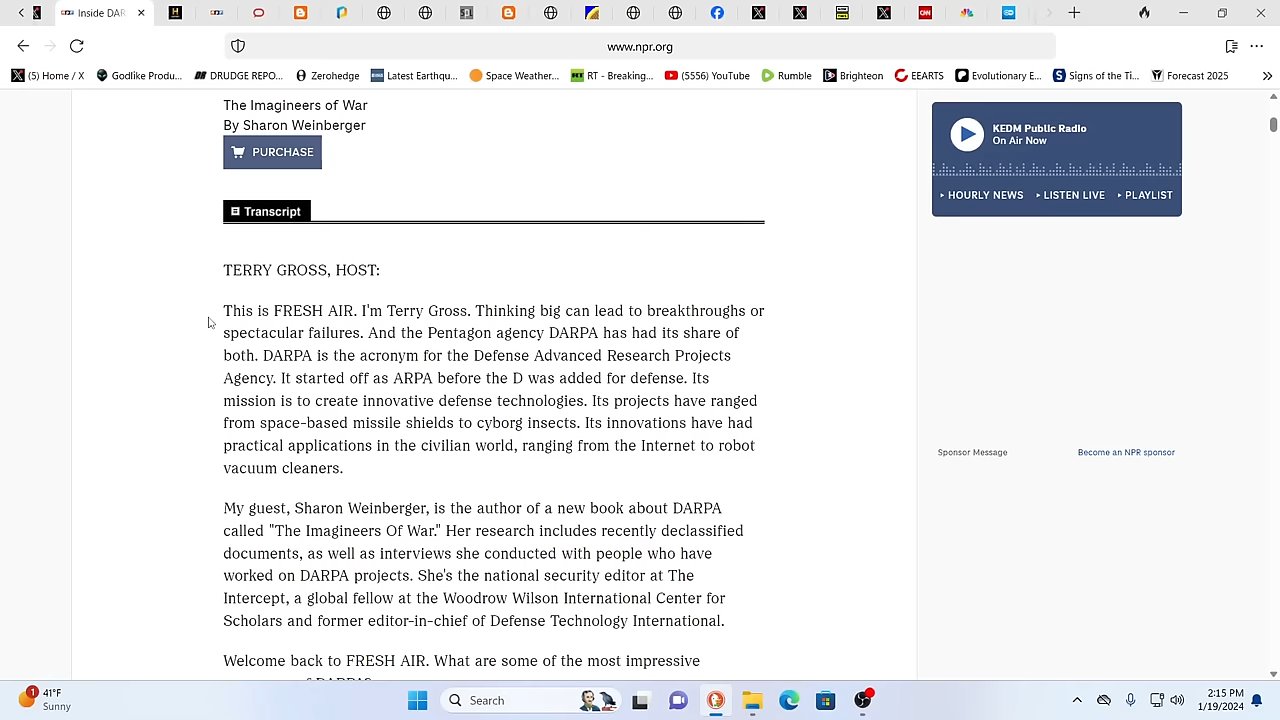 Inside DAR
www.npr.org
(5) Home / X
Godlike Produ...
DRUDGE REPO...
Zerohedge
Latest Earthqu...
Space Weather...
RT - Breaking...
(5556) YouTube
Rumble
Brighteon
EEARTS
Evolutionary E...
Signs of the Ti...
Forecast 2025
The Imagineers of War
By Sharon Weinberger
PURCHASE
Transcript
TERRY GROSS, HOST:
This is FRESH AIR. I'm Terry Gross. Thinking big can lead to breakthroughs or
spectacular failures. And the Pentagon agency DARPA has had its share of
both. DARPA is the acronym for the Defense Advanced Research Projects
Agency. It started off as ARPA before the D was added for defense. Its
mission is to create innovative defense technologies. Its projects have ranged
from space-based missile shields to cyborg insects. Its innovations have had
practical applications in the civilian world, ranging from the Internet to robot
vacuum cleaners.
My guest, Sharon Weinberger, is the author of a new book about DARPA
called "The Imagineers Of War." Her research includes recently declassified
documents, as well as interviews she conducted with people who have
worked on DARPA projects. She's the national security editor at The
Intercept, a global fellow at the Woodrow Wilson International Center for
Scholars and former editor-in-chief of Defense Technology International.
Welcome back to FRESH AIR. What are some of the most impressive
KEDM Public Radio
On Air Now
HOURLY NEWS
LISTEN LIVE
PLAYLIST
Sponsor Message
Become an NPR sponsor
1
41°F
Sunny
Search
2:15 PM
1/19/2024